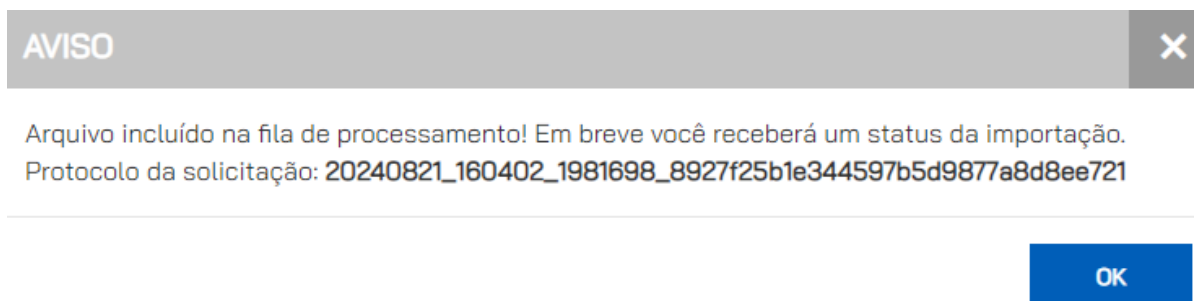 AVISO
Arquivo incluído na fila de processamento! Em breve você receberá um status da importação.
Protocolo da solicitação: 20240821_160402_1981698_8927f25b1e344597b5d9877a8d8ee721
OK